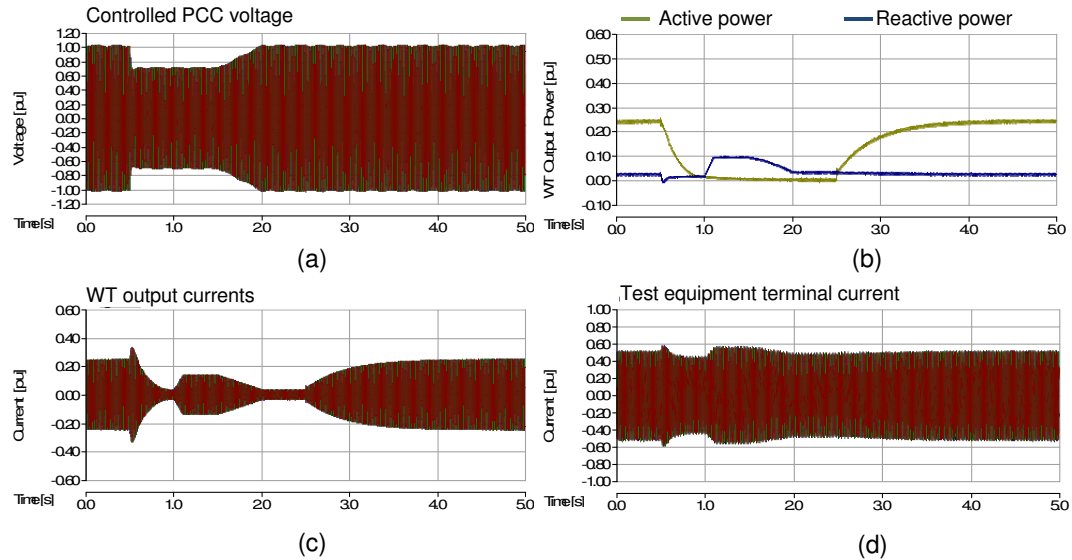 Controlled PCC voltage
Voltage [pu]
1.20
1.00
0.80
0.60
0.40
0.20
0.00
-0.20
-0.40
-0.60
-0.80
-1.00
-1.20
Time[s]
0.0 1.0 2.0 3.0 4.0 5.0
(a)
Active power Reactive power
WT Output Power [pu]
0.60
0.50
0.40
0.30
0.20
0.10
0.00
-0.10
Time[s]
0.0 1.0 2.0 3.0 4.0 5.0
(b)
WT output currents
Current [pu]
0.60
0.40
0.20
0.00
-0.20
-0.40
-0.60
Time[s]
0.0 1.0 2.0 3.0 4.0 5.0
(c)
Test equipment terminal current
Current [pu]
1.00
0.80
0.60
0.40
0.20
0.00
-0.20
-0.40
-0.60
-0.80
-1.00
Time[s]
0.0 1.0 2.0 3.0 4.0 5.0
(d)